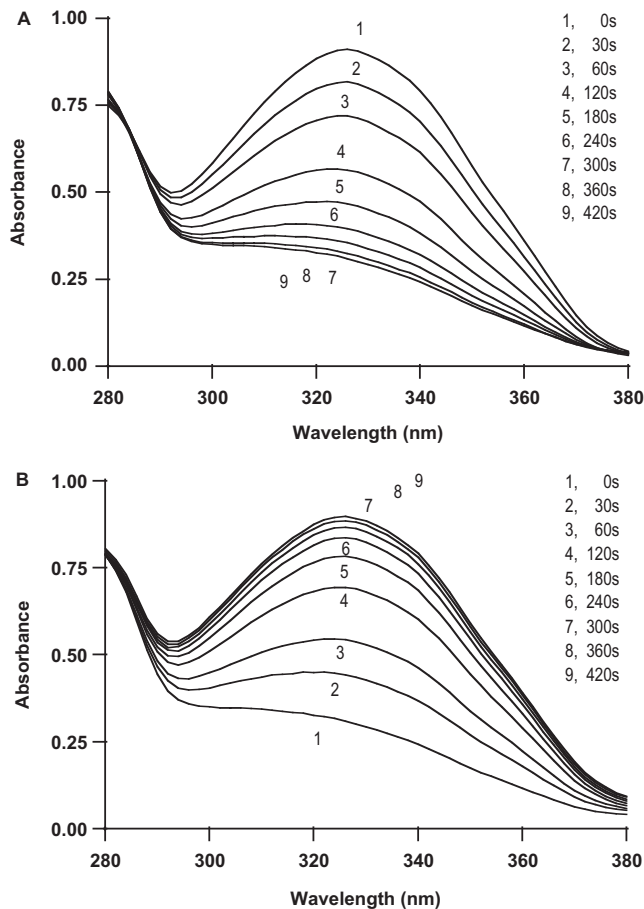 A
1.00
0.75
0.50
0.25
0.00
Absorbance
280 300 320 340 360 380
Wavelength (nm)
1
2
3
4
5
6
9 8 7
1, 0s
2, 30s
3, 60s
4, 120s
5, 180s
6, 240s
7, 300s
8, 360s
9, 420s
B
1.00
0.75
0.50
0.25
0.00
Absorbance
280 300 320 340 360 380
Wavelength (nm)
7 8 9
6
5
4
3
2
1
1, 0s
2, 30s
3, 60s
4, 120s
5, 180s
6, 240s
7, 300s
8, 360s
9, 420s